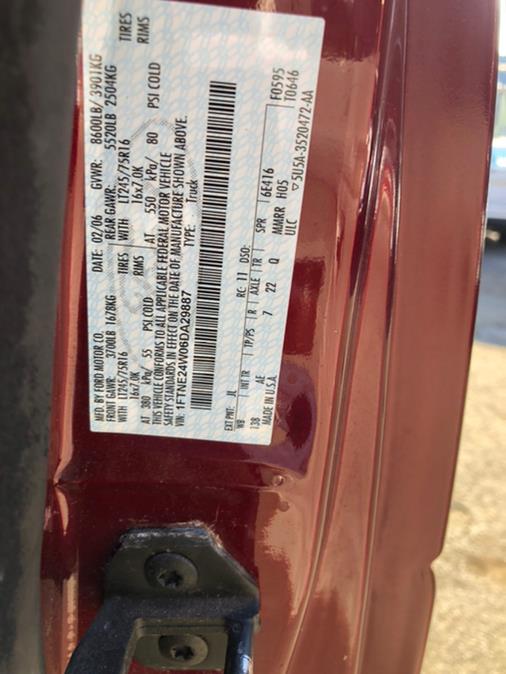 MFD. BY FORD MOTOR CO. DATE: 02/06 GVWR: 8600LB/ 3901KG
FRONT GAWR: 3700LB 1678KG REAR GAWR: 5520LB 2504KG
LT245/75R16 TIRES WITH LT245/75R16 TIRES
16x7.0K RIMS 16x7.0K RIMS
AT 380 kPa/ 55 PSI COLD AT 550 kPa/ 80 PSI COLD
THIS VEHICLE CONFORMS TO ALL APPLICABLE FEDERAL MOTOR VEHICLE
SAFETY STANDARDS IN EFFECT ON THE DATE OF MANUFACTURE SHOWN ABOVE.
VIN: 1FTNE24W06DA29887 TYPE: Truck
F0595
T0646
EXT PNT: JL RC: 11 DSO:
WB INT TR TP/PS R AXLE TR SPR 6E416
138 AE 7 22 Q MMRR H05
MADE IN U.S.A. ULC ▽5U5A-3520472-AA